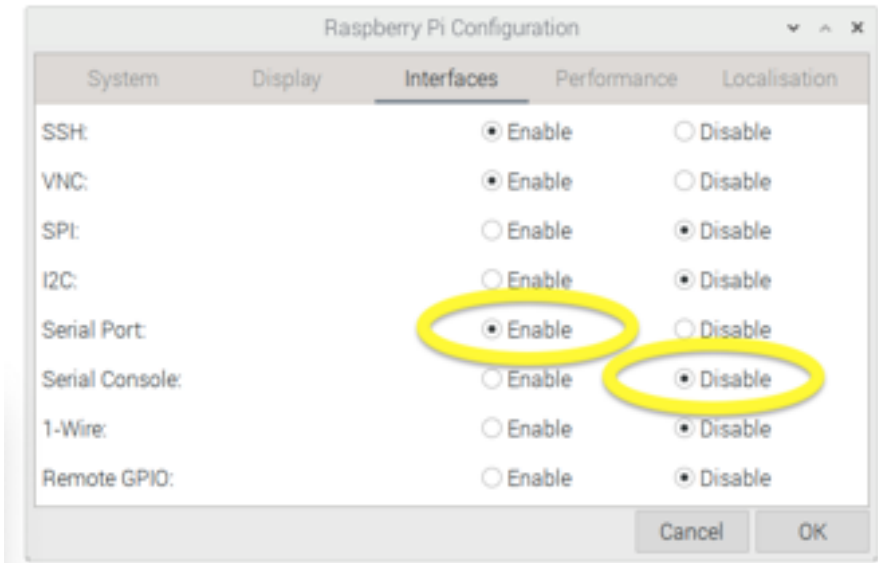 Raspberry Pi Configuration
System Display Interfaces Performance Localisation
SSH: Enable Disable
VNC: Enable Disable
SPI: Enable Disable
I2C: Enable Disable
Serial Port: Enable Disable
Serial Console: Enable Disable
1-Wire: Enable Disable
Remote GPIO: Enable Disable
Cancel OK